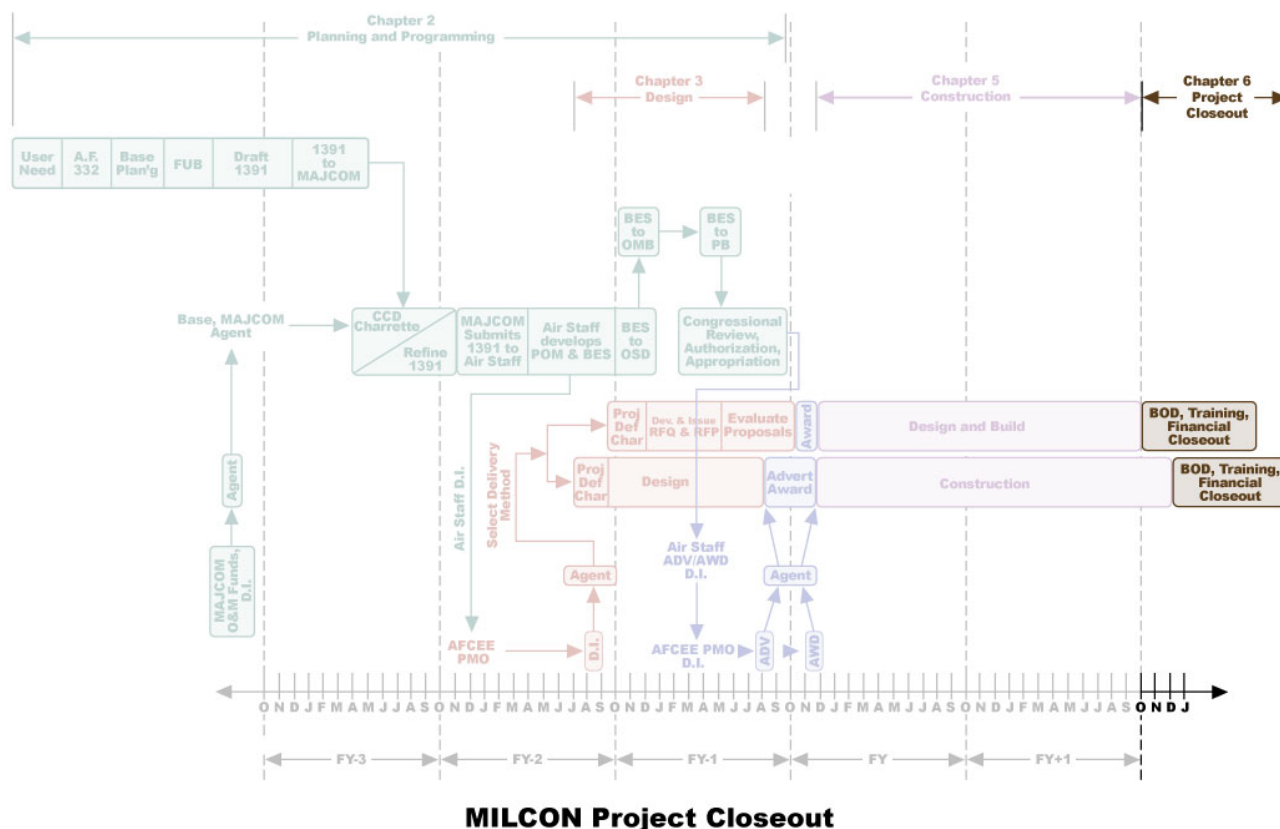 Chapter 2
Planning and Programming
Chapter 3
Design
Chapter 5
Construction
Chapter 6
Project
Closeout
User
Need
A.F.
332
Base
Plan'g
FUB
Draft
1391
1391
to
MAJCOM
BES
to
OMB
BES
to
PB
Base, MAJCOM
Agent
CCD
Charrette
Refine
1391
MAJCOM
Submits
1391 to
Air Staff
Air Staff
develops
POM & BES
BES
to
OSD
Congressional
Review,
Authorization,
Appropriation
Proj
Def
Char
Dev. & Issue
RFQ & RFP
Evaluate
Proposals
Award
Design and Build
BOD, Training,
Financial
Closeout
Proj
Def
Char
Design
Advert
Award
Construction
BOD, Training,
Financial
Closeout
Agent
MAJCOM
O&M Funds,
D.I.
Air Staff D.I.
Select Delivery
Method
Agent
Air Staff
ADV/AWD
D.I.
Agent
AFCEE
PMO
D.I.
AFCEE PMO
D.I.
ADV
AWD
O N D J F M A M J J A S O N D J F M A M J J A S O N D J F M A M J J A S O N D J F M A M J J A S O N D J F M A M J J A S O N D J
FY-3
FY-2
FY-1
FY
FY+1
MILCON Project Closeout